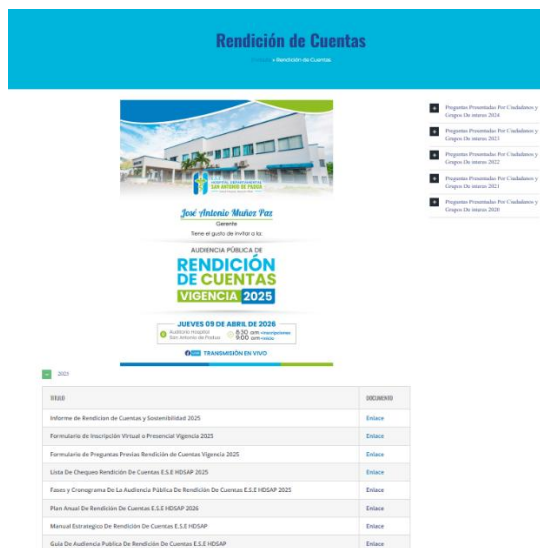 Rendición de Cuentas
» Rendición de Cuentas
HOSPITAL DEPARTAMENTAL
SAN ANTONIO DE PADUA
José Antonio Muñoz Paz
Gerente
Tiene el gusto de invitar a la:
AUDIENCIA PÚBLICA DE
RENDICIÓN
DE CUENTAS
VIGENCIA 2025
JUEVES 09 DE ABRIL DE 2026
Auditorio Hospital
San Antonio de Padua
8:30 am
9:00 am
TRANSMISIÓN EN VIVO
Preguntas Presentadas Por Ciudadanos y
Grupos De interes 2024
Preguntas Presentadas Por Ciudadanos y
Grupos De interes 2023
Preguntas Presentadas Por Ciudadanos y
Grupos De interes 2022
Preguntas Presentadas Por Ciudadanos y
Grupos De interes 2021
Preguntas Presentadas Por Ciudadanos y
Grupos De interes 2020
TITULO DOCUMENTO
Informe de Rendicion de Cuentas y Sostenibilidad 2025 Enlace
Formulario de Inscripción Virtual o Presencial Vigencia 2025 Enlace
Formulario de Preguntas Previas Rendición de Cuentas Vigencia 2025 Enlace
Lista De Chequeo Rendición De Cuentas E.S.E HDSAP 2025 Enlace
Fases y Cronograma De La Audiencia Pública De Rendición De Cuentas E.S.E HDSAP 2025 Enlace
Plan Anual De Rendición De Cuentas E.S.E HDSAP 2026 Enlace
Manual Estrategico De Rendición De Cuentas E.S.E HDSAP Enlace
Guia De Audiencia Publica De Rendición De Cuentas E.S.E HDSAP Enlace